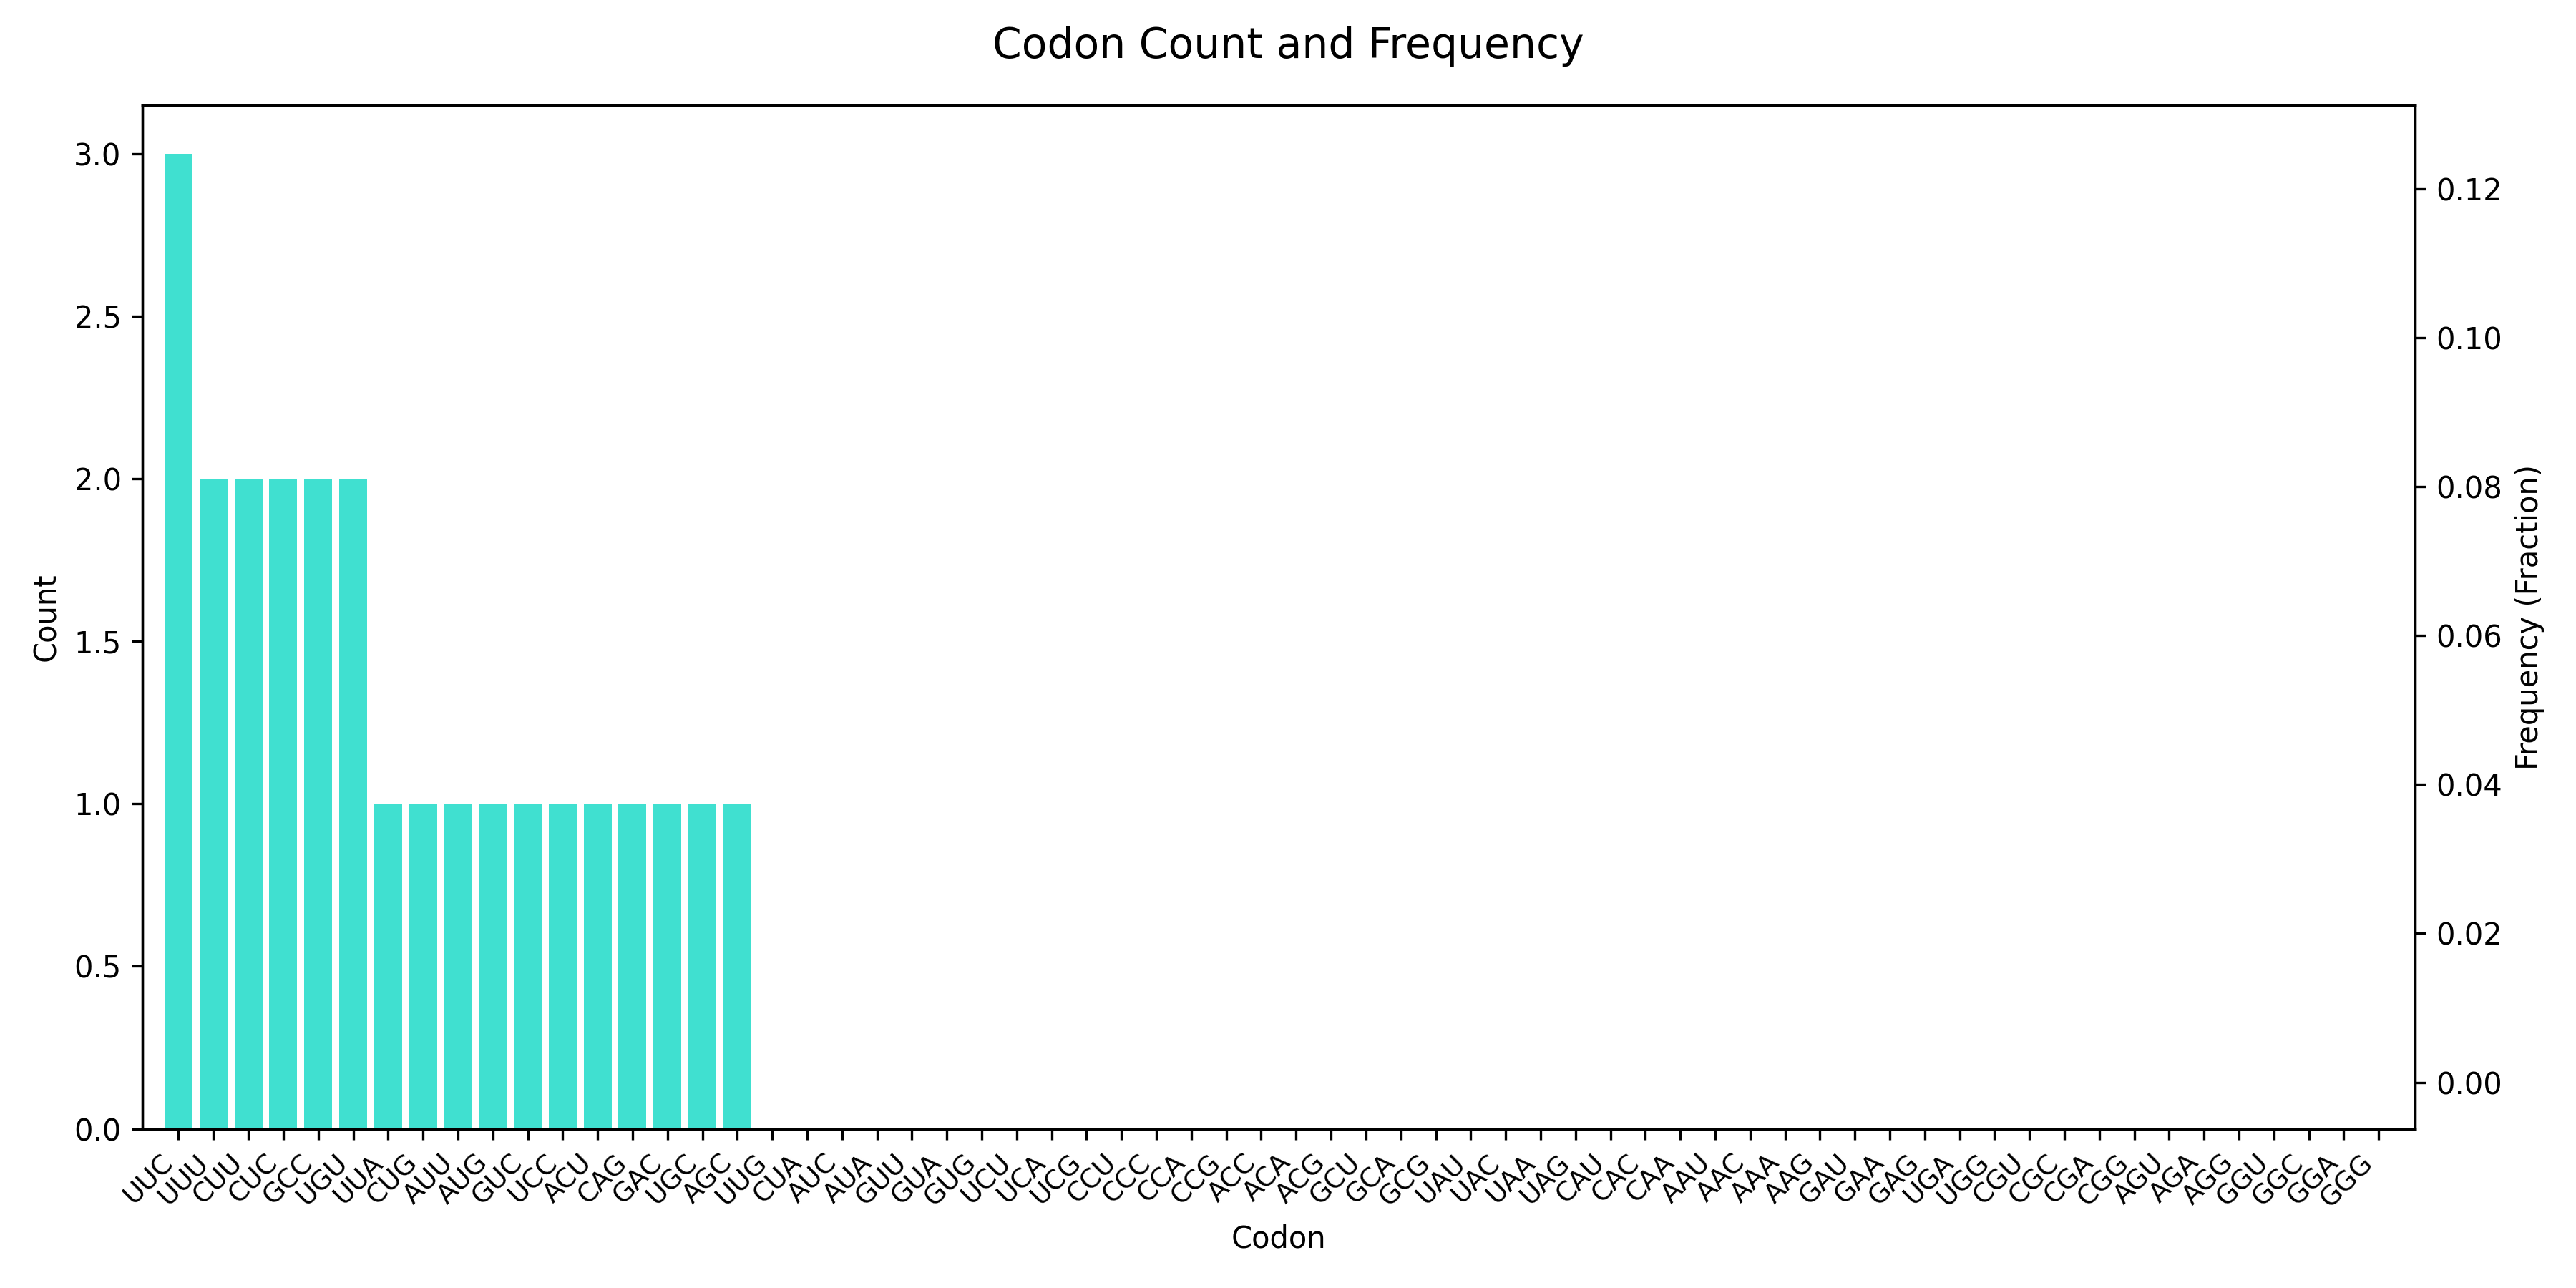 Codon Count and Frequency
3.0
2.5
2.0
1.5
1.0
0.5
0.0
Count
0.12
0.10
0.08
0.06
0.04
0.02
0.00
Frequency (Fraction)
UUC UUU CUU CUC GCC UGU UUA CUG AUU AUG GUC UCC ACU CAG GAC UGC AGC UUG CUA AUC AUA GUU GUA GUG UCU UCA UCG CCU CCC CCA CCG ACC ACA ACG GCU GCA GCG UAU UAC UAA UAG CAU CAC CAA AAU AAC AAA AAG GAU GAA GAG UGA UGG CGU CGC CGA CGG AGU AGA AGG GGU GGC GGA GGG
Codon